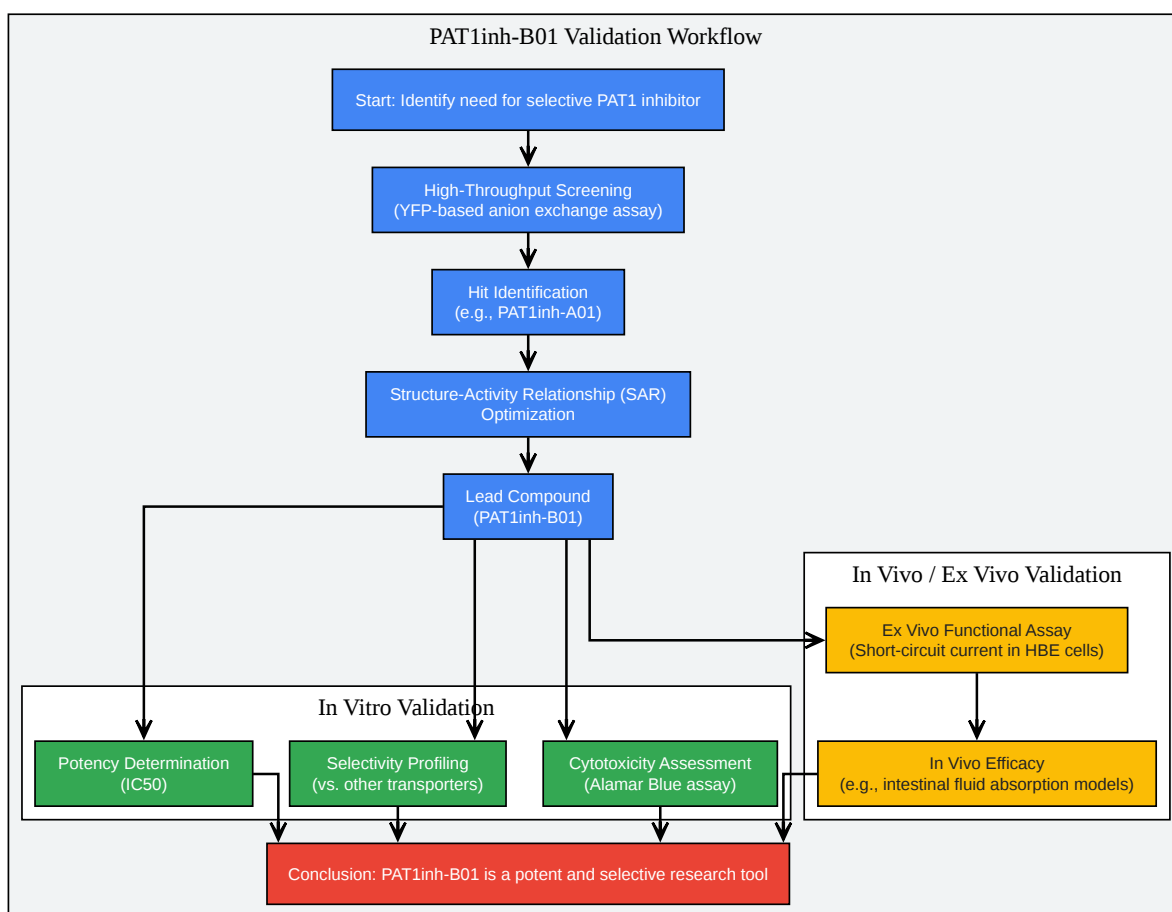 PAT1inh-B01 Validation Workflow
Start: Identify need for selective PAT1 inhibitor
High-Throughput Screening
(YFP-based anion exchange assay)
Hit Identification
(e.g., PAT1inh-A01)
Structure-Activity Relationship (SAR)
Optimization
Lead Compound
(PAT1inh-B01)
In Vivo / Ex Vivo Validation
Ex Vivo Functional Assay
(Short-circuit current in HBE cells)
In Vitro Validation
Potency Determination
(IC50)
Selectivity Profiling
(vs. other transporters)
Cytotoxicity Assessment
(Alamar Blue assay)
In Vivo Efficacy
(e.g., intestinal fluid absorption models)
Conclusion: PAT1inh-B01 is a potent and selective research tool